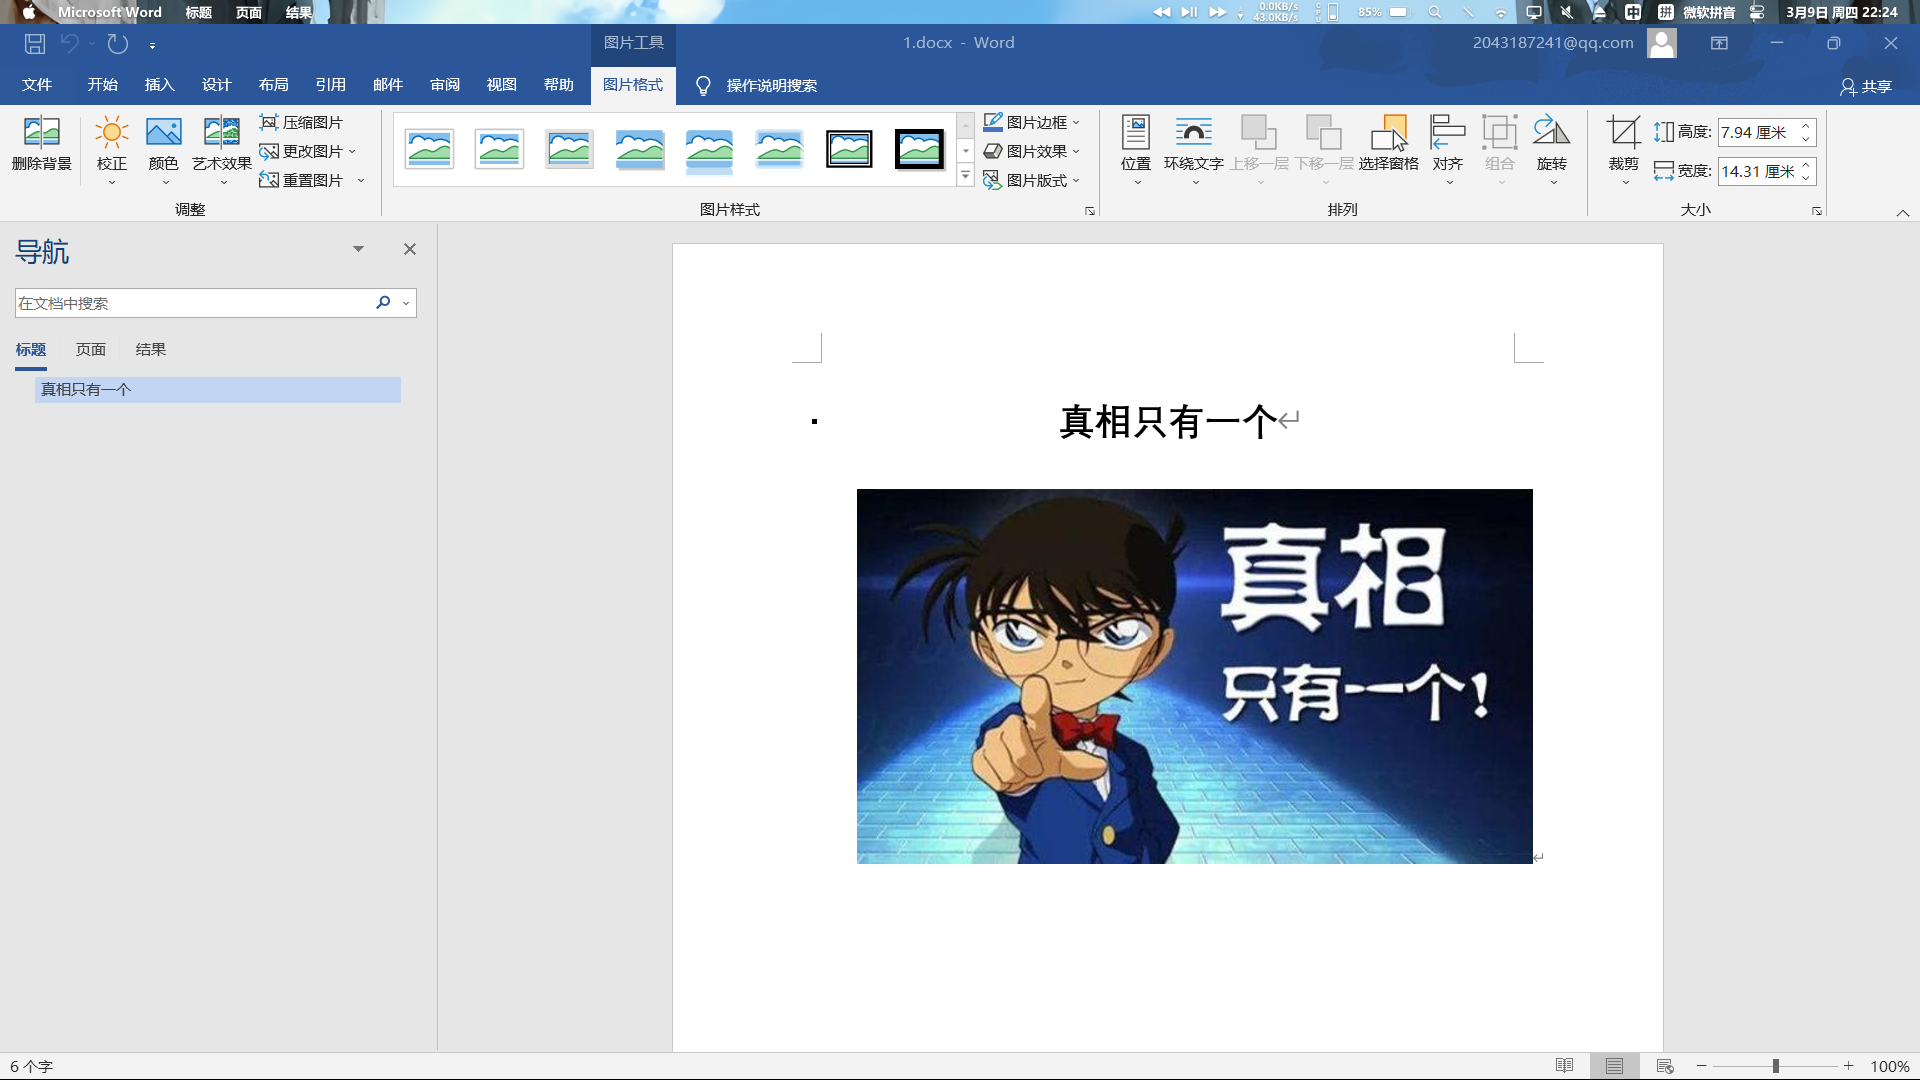 Microsoft Word 标题 页面 结果
0.0KB/s
43.0KB/s
CPU
85%
中 拼 微软拼音 3月9日 周四 22:24
图片工具
1.docx - Word
2043187241@qq.com
文件 开始 插入 设计 布局 引用 邮件 审阅 视图 帮助 图片格式 操作说明搜索
共享
删除背景 校正 颜色 艺术效果
压缩图片
更改图片
重置图片
调整
图片样式
图片边框
图片效果
图片版式
位置 环绕文字 上移一层 下移一层 选择窗格 对齐 组合 旋转
排列
裁剪
高度: 7.94 厘米
宽度: 14.31 厘米
大小
导航
在文档中搜索
标题 页面 结果
真相只有一个
真相只有一个
真相
只有一个!
6 个字
100%